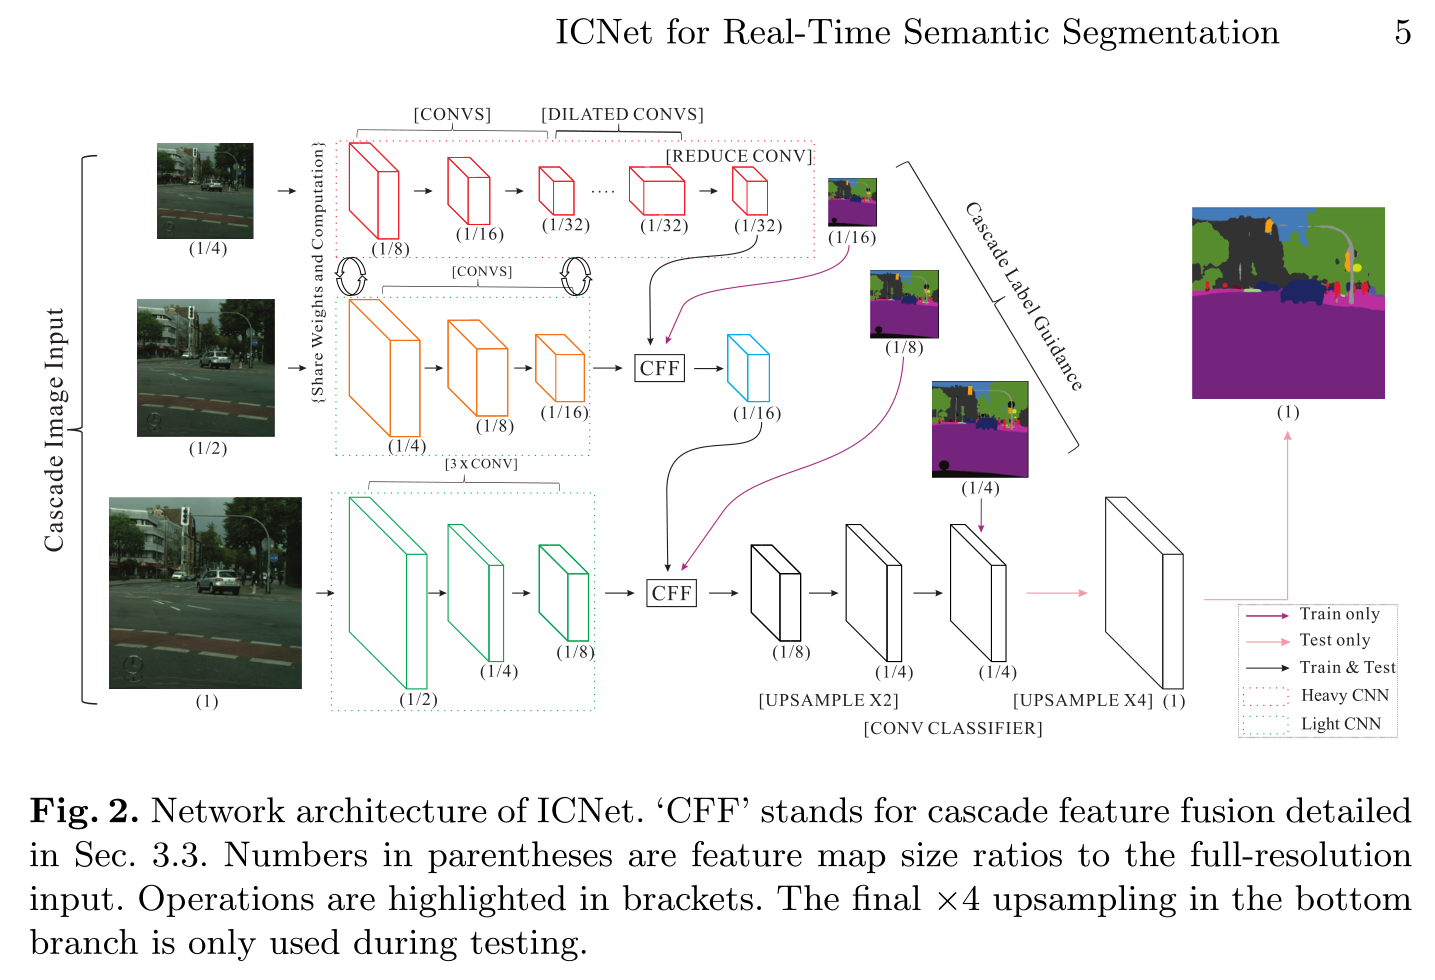 ICNet for Real-Time Semantic Segmentation 5
[CONVS] [DILATED CONVS]
[REDUCE CONV]
(1/4)
(1/8)
(1/16)
(1/32)
(1/32)
(1/32)
(1/16)
{Share Weights and Computation}
Cascade Label Guidance
Cascade Image Input
[CONVS]
(1/2)
(1/4)
(1/8)
(1/16)
CFF
(1/16)
(1/8)
(1/4)
(1)
[3 X CONV]
(1)
(1/2)
(1/4)
(1/8)
CFF
(1/8)
(1/4)
(1/4)
(1)
[UPSAMPLE X2]
[CONV CLASSIFIER]
[UPSAMPLE X4]
Train only
Test only
Train & Test
Heavy CNN
Light CNN
Fig. 2. Network architecture of ICNet. ‘CFF’ stands for cascade feature fusion detailed
in Sec. 3.3. Numbers in parentheses are feature map size ratios to the full-resolution
input. Operations are highlighted in brackets. The final ×4 upsampling in the bottom
branch is only used during testing.